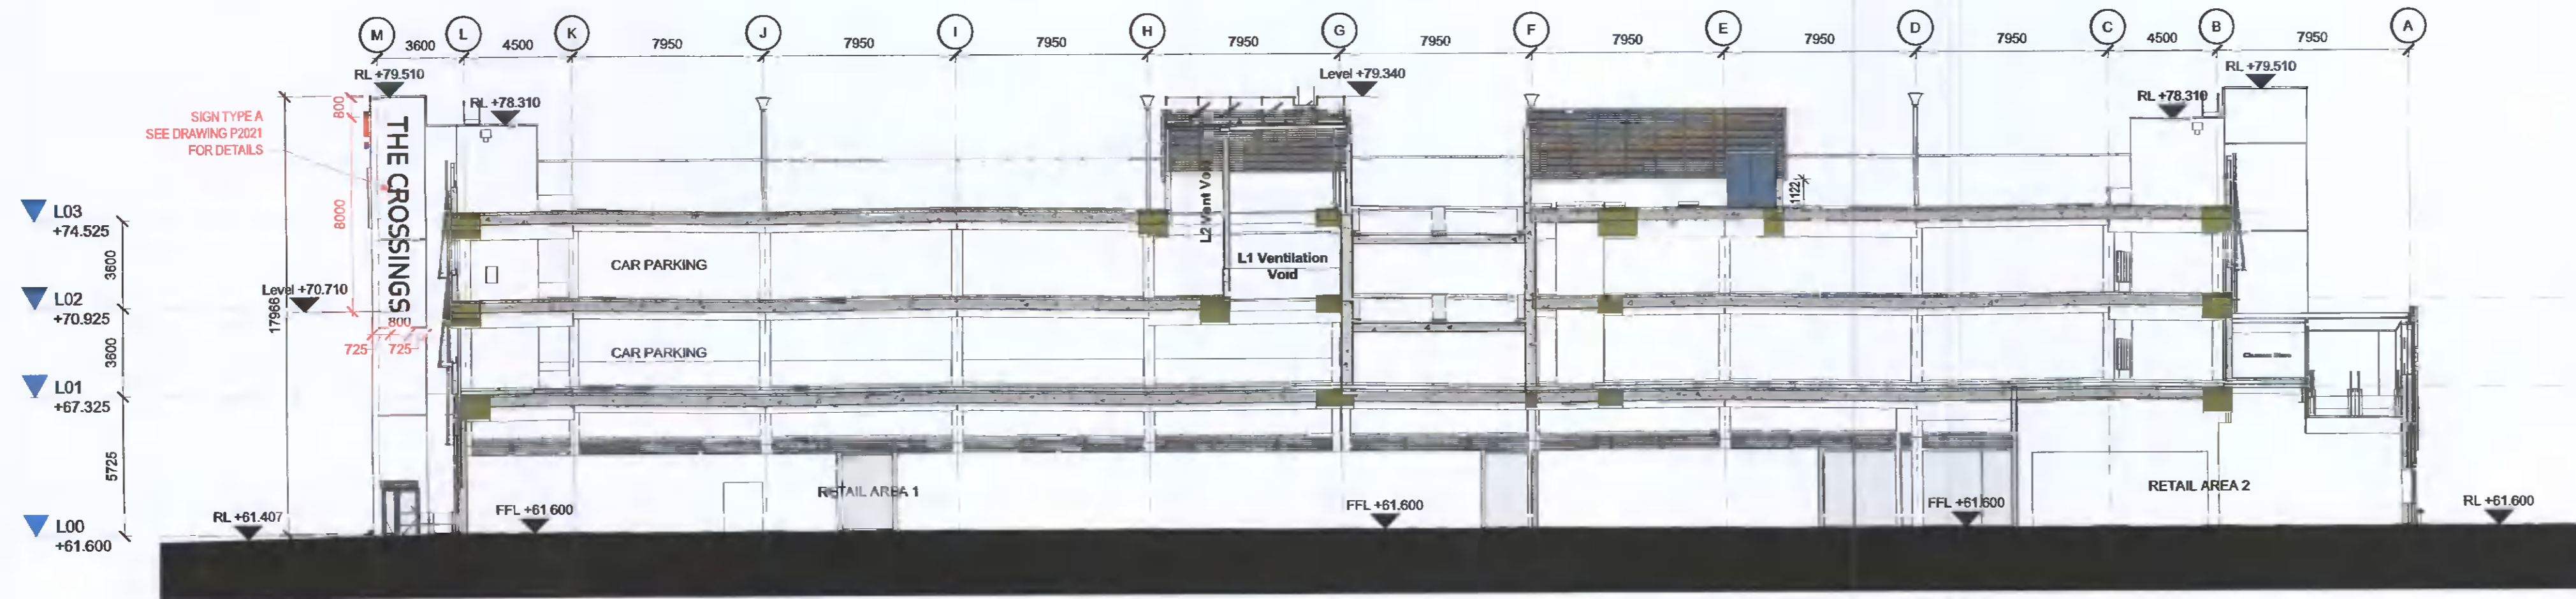 M L K J I H G F E D C B A
3600 4500 7950 7950 7950 7950 7950 7950 7950 7950 4500 7950
RL +79.510
RL +78.310
Level +79.340
RL +78.310
RL +79.510
SIGN TYPE A
SEE DRAWING P2021
FOR DETAILS
800
8000
THE CROSSINGS
L03
+74.525
3600
L02
+70.925
3600
L01
+67.325
5725
L00
+61.600
Level +70.710
800
725 725
L1 Ventilation
Void
1122
CAR PARKING
CAR PARKING
RETAIL AREA 1
RETAIL AREA 2
RL +61.407
FFL +61.600
FFL +61.600
FFL +61.600
RL +61.600